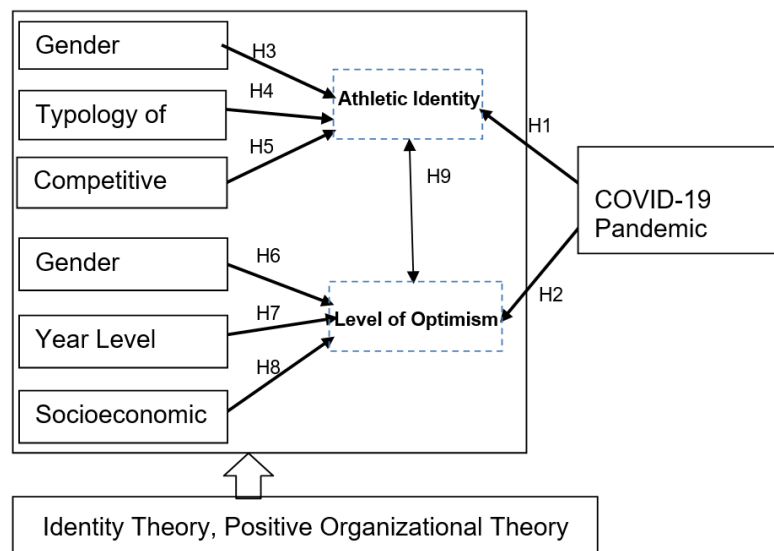 Gender
H3
Athletic Identity
H4
Typology of
H1
H5
Competitive
H9
COVID-19
Pandemic
Gender
H6
H2
H7
Level of Optimism
Year Level
H8
Socioeconomic
Identity Theory, Positive Organizational Theory